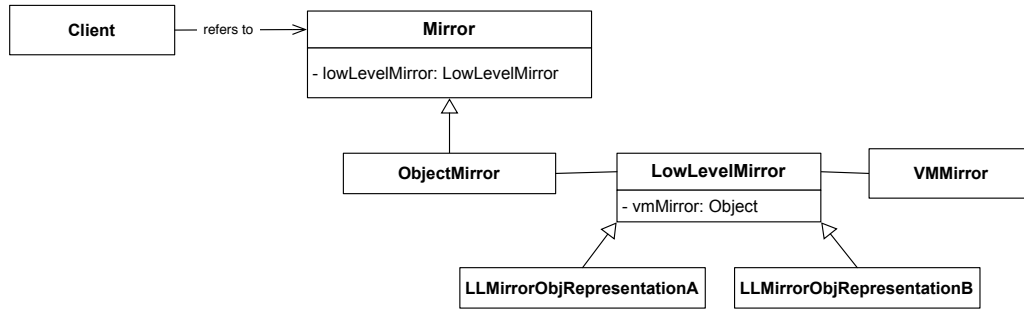 Client
refers to
Mirror
- lowLevelMirror: LowLevelMirror
ObjectMirror
LowLevelMirror
VMMirror
- vmMirror: Object
LLMirrorObjRepresentationA
LLMirrorObjRepresentationB